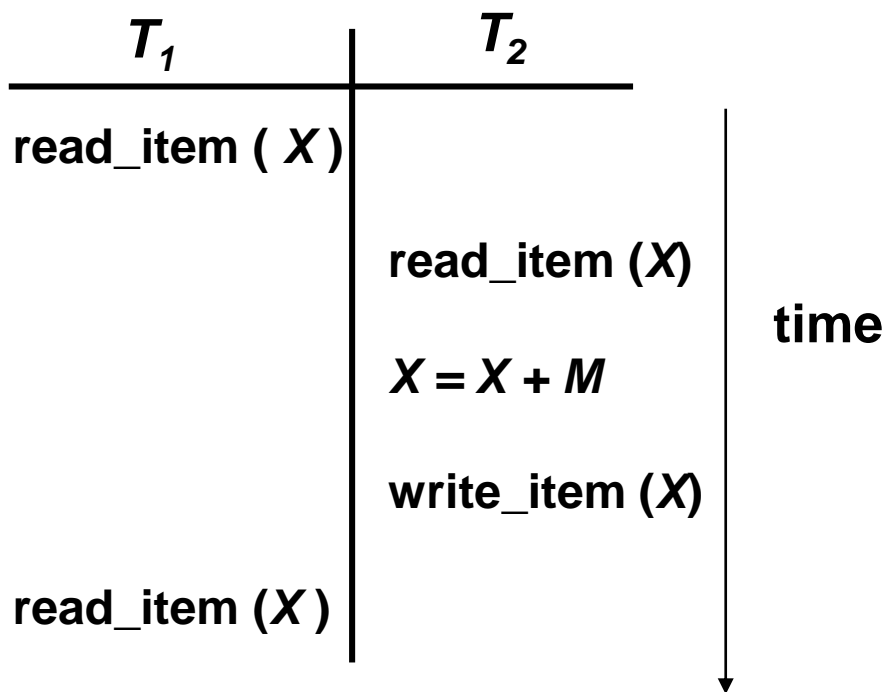 T1 T2
read_item ( X )
read_item (X)
time
X = X + M
write_item (X)
read_item (X )